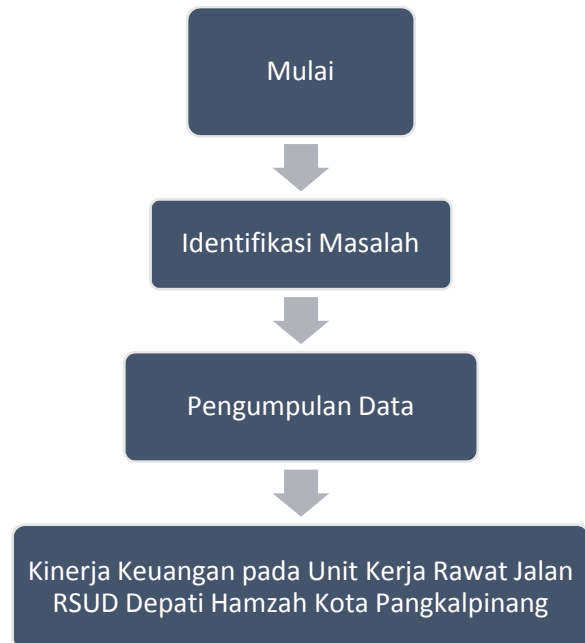 Mulai
Identifikasi Masalah
Pengumpulan Data
Kinerja Keuangan pada Unit Kerja Rawat Jalan
RSUD Depati Hamzah Kota Pangkalpinang